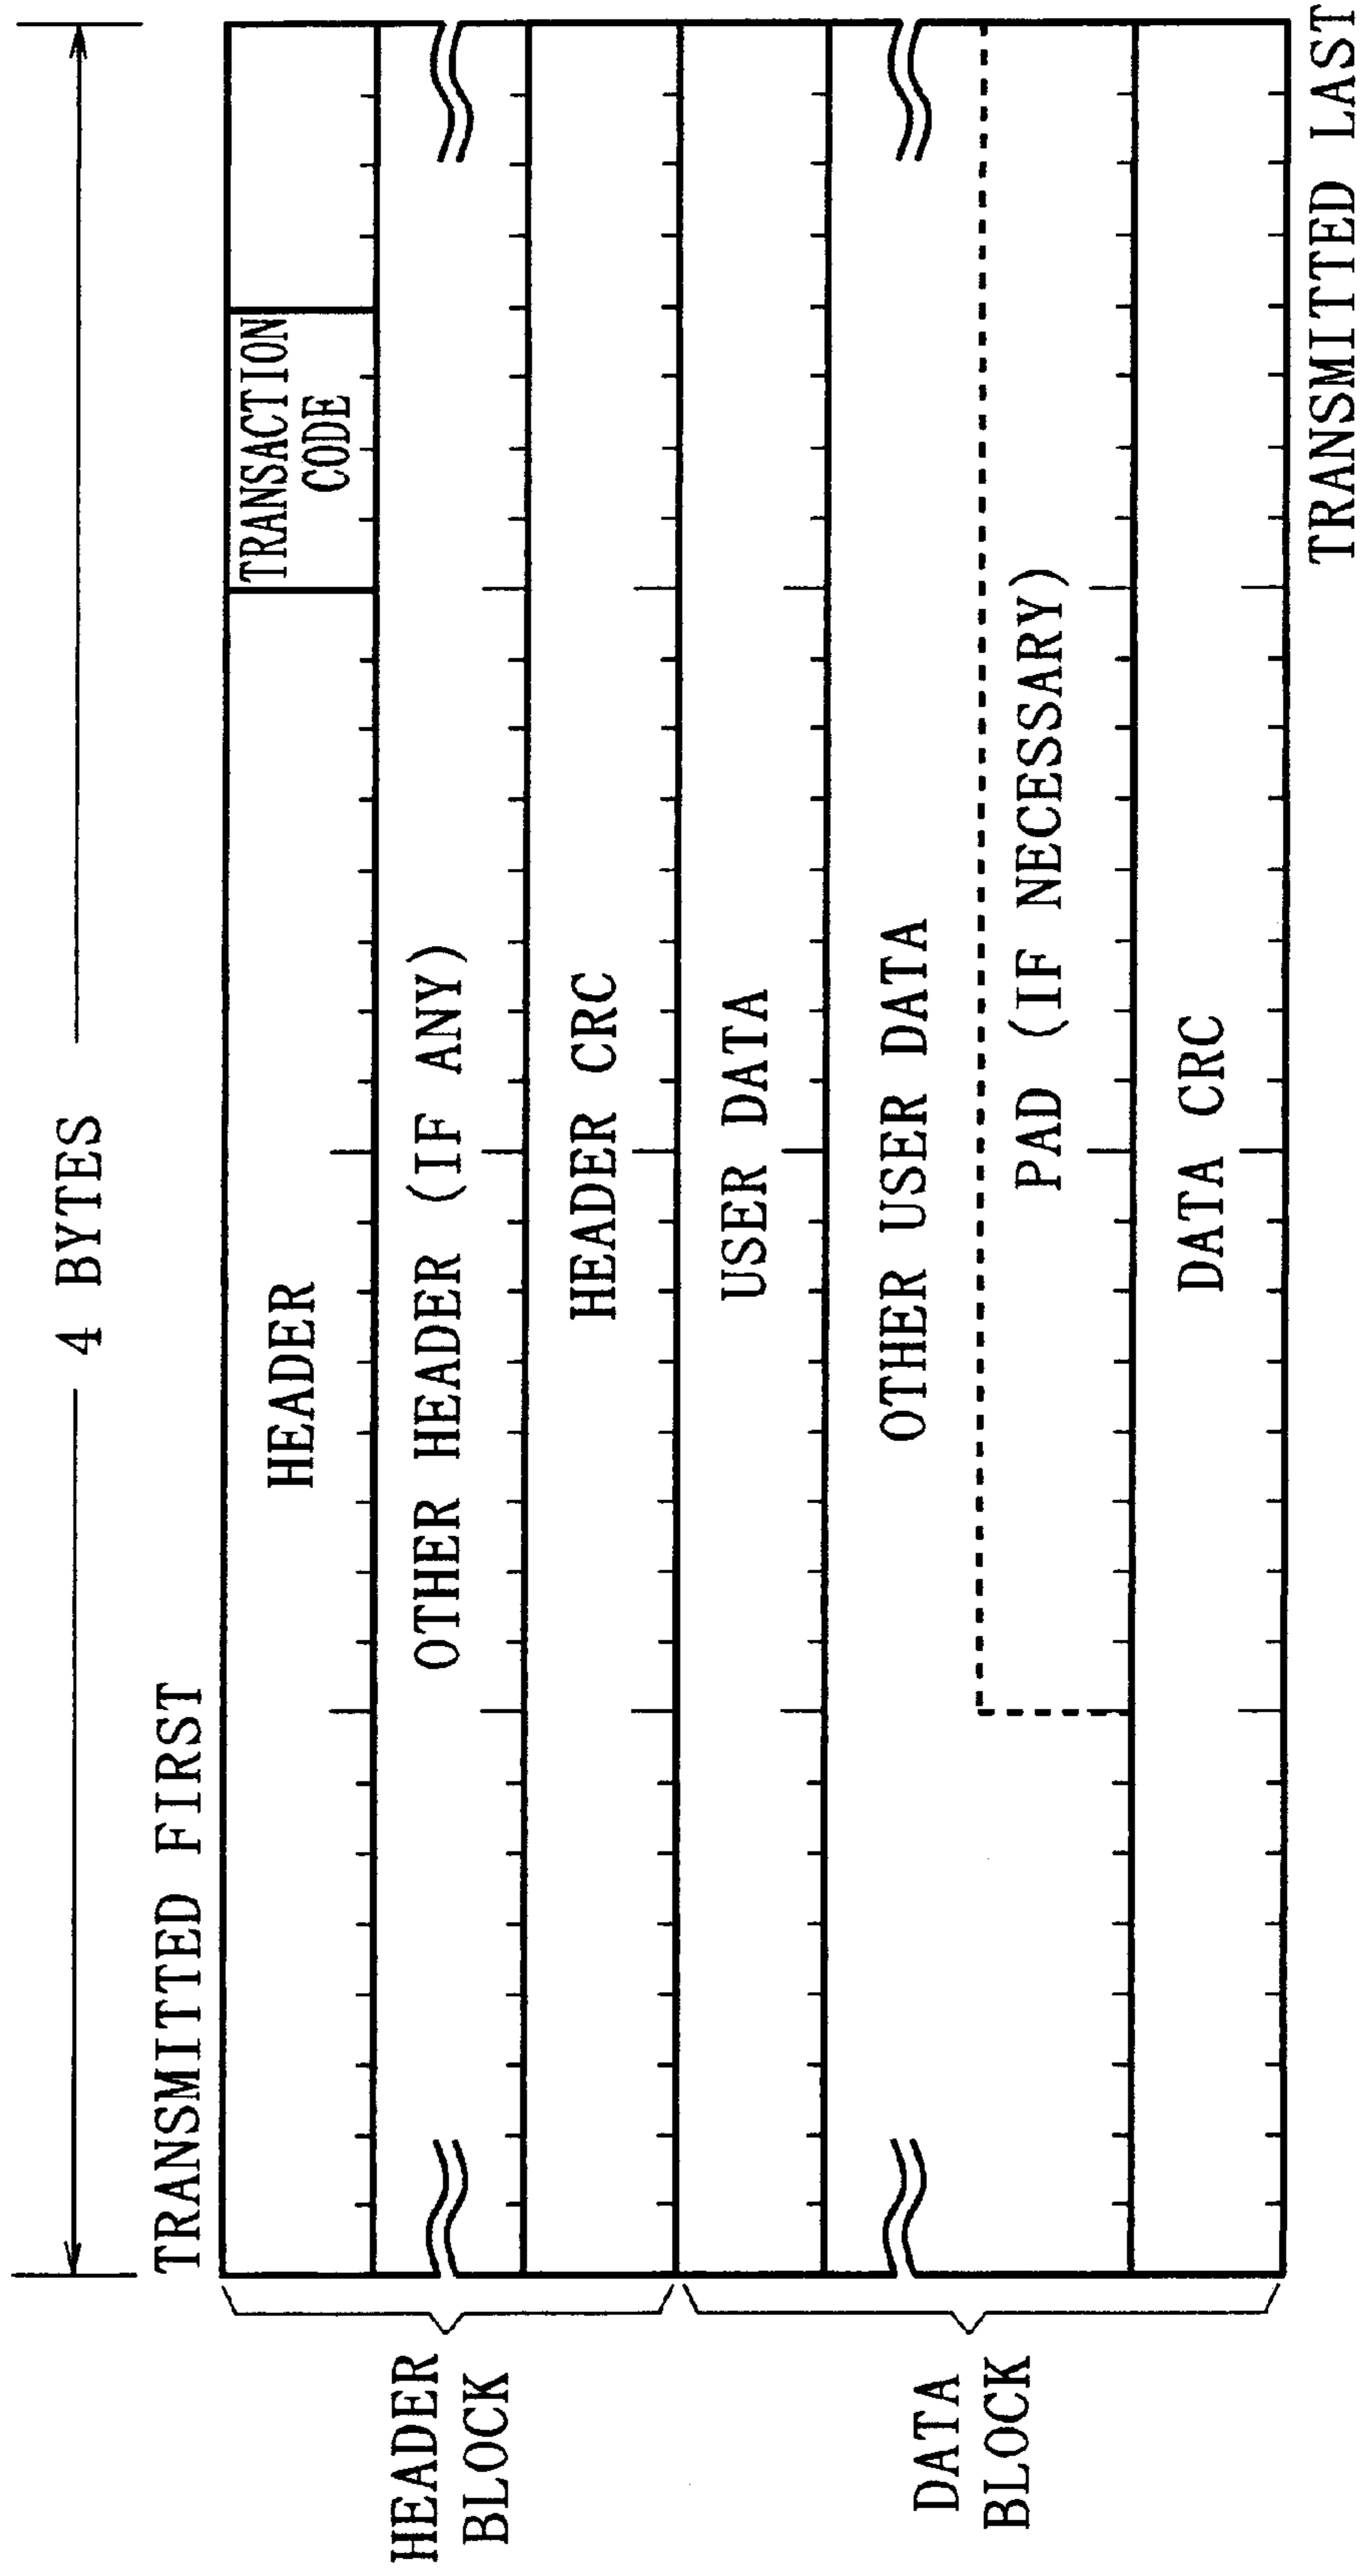 4 BYTES
TRANSMITTED FIRST
HEADER
TRANSACTION
CODE
OTHER HEADER (IF ANY)
HEADER CRC
HEADER
BLOCK
USER DATA
OTHER USER DATA
PAD (IF NECESSARY)
DATA CRC
DATA
BLOCK
TRANSMITTED LAST